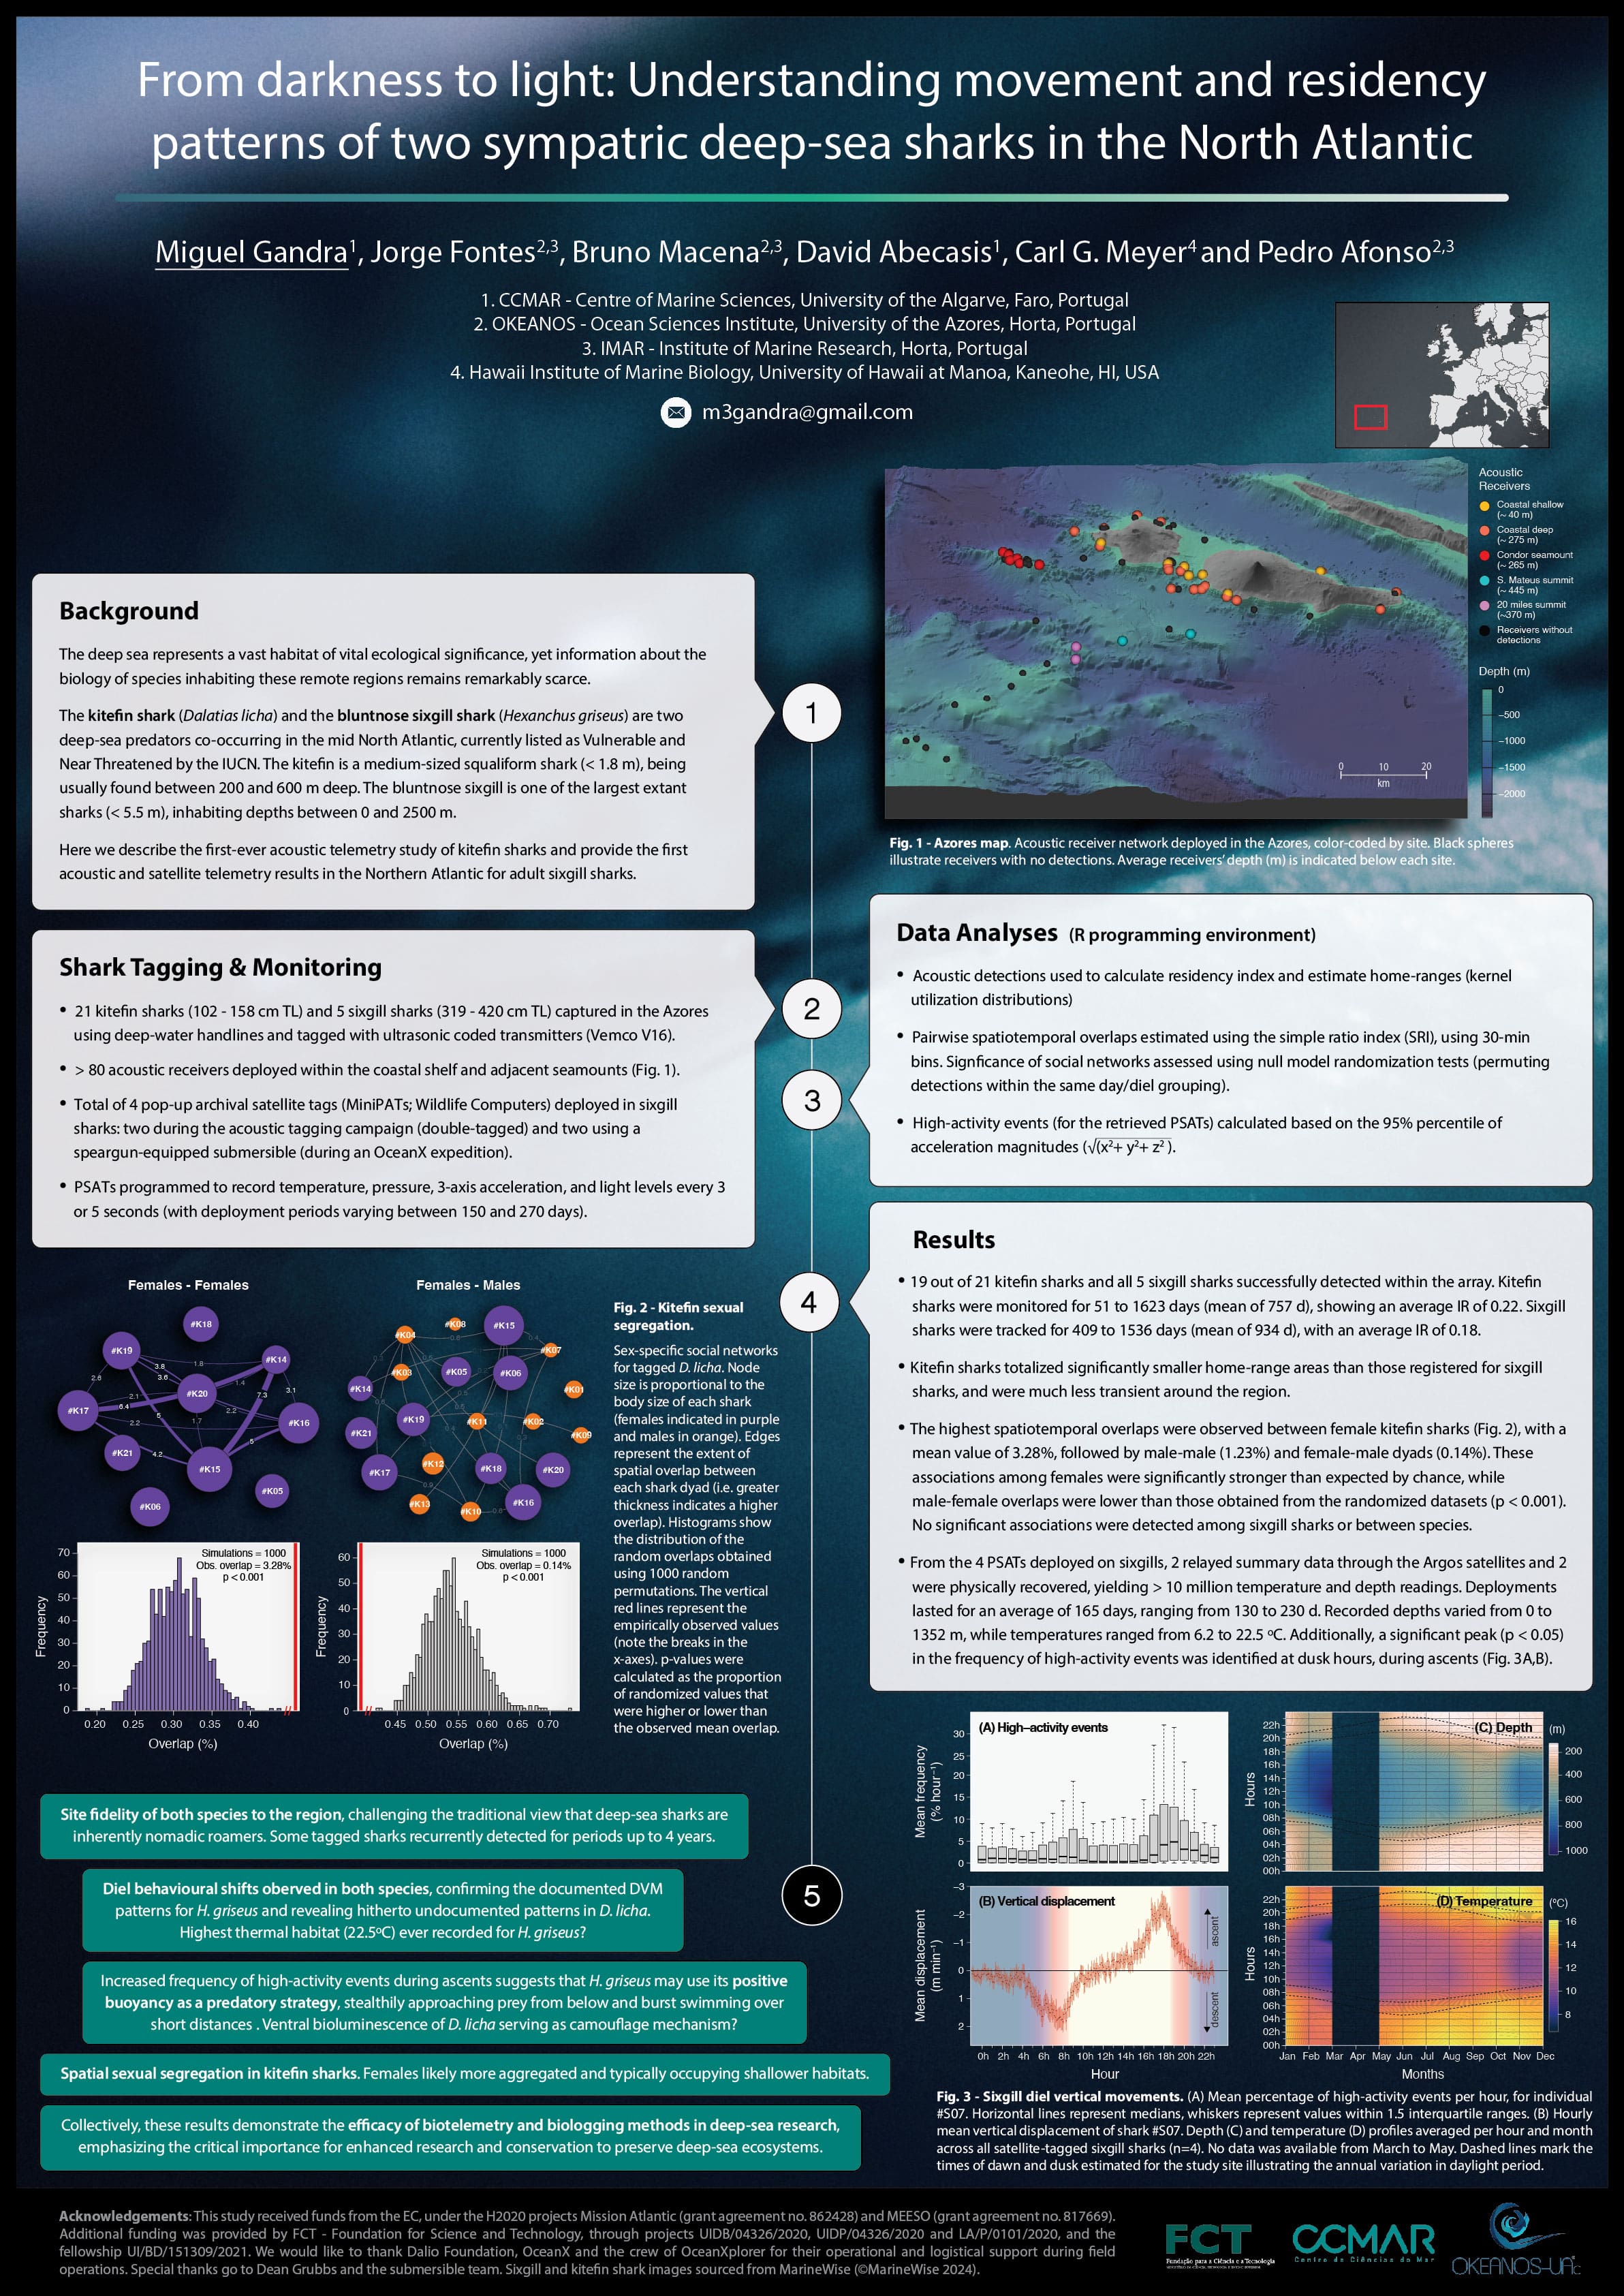 From darkness to light: Understanding movement and residency
patterns of two sympatric deep-sea sharks in the North Atlantic
Miguel Gandra1, Jorge Fontes2,3, Bruno Macena2,3, David Abecasis1, Carl G. Meyer4 and Pedro Afonso2,3
1. CCMAR - Centre of Marine Sciences, University of the Algarve, Faro, Portugal
2. OKEANOS - Ocean Sciences Institute, University of the Azores, Horta, Portugal
3. IMAR - Institute of Marine Research, Horta, Portugal
4. Hawaii Institute of Marine Biology, University of Hawaii at Manoa, Kaneohe, HI, USA
m3gandra@gmail.com
Acoustic
Receivers
Coastal shallow
(~ 40 m)
Coastal deep
(~ 275 m)
Condor seamount
(~ 265 m)
S. Mateus summit
(~ 445 m)
20 miles summit
(~370 m)
Receivers without
detections
Depth (m)
0
−500
−1000
−1500
−2000
0 10 20
km
Fig. 1 - Azores map. Acoustic receiver network deployed in the Azores, color-coded by site. Black spheres
illustrate receivers with no detections. Average receivers' depth (m) is indicated below each site.
Background
The deep sea represents a vast habitat of vital ecological significance, yet information about the
biology of species inhabiting these remote regions remains remarkably scarce.
The kitefin shark (Dalatias licha) and the bluntnose sixgill shark (Hexanchus griseus) are two
deep-sea predators co-occurring in the mid North Atlantic, currently listed as Vulnerable and
Near Threatened by the IUCN. The kitefin is a medium-sized squaliform shark (< 1.8 m), being
usually found between 200 and 600 m deep. The bluntnose sixgill is one of the largest extant
sharks (< 5.5 m), inhabiting depths between 0 and 2500 m.
Here we describe the first-ever acoustic telemetry study of kitefin sharks and provide the first
acoustic and satellite telemetry results in the Northern Atlantic for adult sixgill sharks.
1
Shark Tagging & Monitoring
• 21 kitefin sharks (102 - 158 cm TL) and 5 sixgill sharks (319 - 420 cm TL) captured in the Azores
using deep-water handlines and tagged with ultrasonic coded transmitters (Vemco V16).
• > 80 acoustic receivers deployed within the coastal shelf and adjacent seamounts (Fig. 1).
• Total of 4 pop-up archival satellite tags (MiniPATs; Wildlife Computers) deployed in sixgill
sharks: two during the acoustic tagging campaign (double-tagged) and two using a
speargun-equipped submersible (during an OceanX expedition).
• PSATs programmed to record temperature, pressure, 3-axis acceleration, and light levels every 3
or 5 seconds (with deployment periods varying between 150 and 270 days).
2
3
Data Analyses (R programming environment)
• Acoustic detections used to calculate residency index and estimate home-ranges (kernel
utilization distributions)
• Pairwise spatiotemporal overlaps estimated using the simple ratio index (SRI), using 30-min
bins. Signficance of social networks assessed using null model randomization tests (permuting
detections within the same day/diel grouping).
• High-activity events (for the retrieved PSATs) calculated based on the 95% percentile of
acceleration magnitudes (√(x²+ y²+ z² ).
4
Results
• 19 out of 21 kitefin sharks and all 5 sixgill sharks successfully detected within the array. Kitefin
sharks were monitored for 51 to 1623 days (mean of 757 d), showing an average IR of 0.22. Sixgill
sharks were tracked for 409 to 1536 days (mean of 934 d), with an average IR of 0.18.
• Kitefin sharks totalized significantly smaller home-range areas than those registered for sixgill
sharks, and were much less transient around the region.
• The highest spatiotemporal overlaps were observed between female kitefin sharks (Fig. 2), with a
mean value of 3.28%, followed by male-male (1.23%) and female-male dyads (0.14%). These
associations among females were significantly stronger than expected by chance, while
male-female overlaps were lower than those obtained from the randomized datasets (p < 0.001).
No significant associations were detected among sixgill sharks or between species.
• From the 4 PSATs deployed on sixgills, 2 relayed summary data through the Argos satellites and 2
were physically recovered, yielding > 10 million temperature and depth readings. Deployments
lasted for an average of 165 days, ranging from 130 to 230 d. Recorded depths varied from 0 to
1352 m, while temperatures ranged from 6.2 to 22.5 ºC. Additionally, a significant peak (p < 0.05)
in the frequency of high-activity events was identified at dusk hours, during ascents (Fig. 3A,B).
Females - Females
#K18
#K19
#K14
#K20
#K17
#K16
#K21
#K15
#K05
#K06
1.8
3.8
3.6
2.6
1.4
7.3
3.1
2.1
6.4
5
2.2
2.2
1.7
4.2
5
Females - Males
#K08
#K04
#K15
#K07
#K03
#K05
#K06
#K14
#K01
#K19
#K11
#K02
#K21
#K09
#K12
#K17
#K18
#K20
#K13
#K10
#K16
Fig. 2 - Kitefin sexual
segregation.
Sex-specific social networks
for tagged D. licha. Node
size is proportional to the
body size of each shark
(females indicated in purple
and males in orange). Edges
represent the extent of
spatial overlap between
each shark dyad (i.e. greater
thickness indicates a higher
overlap). Histograms show
the distribution of the
random overlaps obtained
using 1000 random
permutations. The vertical
red lines represent the
empirically observed values
(note the breaks in the
x-axes). p-values were
calculated as the proportion
of randomized values that
were higher or lower than
the observed mean overlap.
Simulations = 1000
Obs. overlap = 3.28%
p < 0.001
Frequency
70
60
50
40
30
20
10
0
0.20 0.25 0.30 0.35 0.40
Overlap (%)
Simulations = 1000
Obs. overlap = 0.14%
p < 0.001
Frequency
60
50
40
30
20
10
0
0.45 0.50 0.55 0.60 0.65 0.70
Overlap (%)
Site fidelity of both species to the region, challenging the traditional view that deep-sea sharks are
inherently nomadic roamers. Some tagged sharks recurrently detected for periods up to 4 years.
Diel behavioural shifts oberved in both species, confirming the documented DVM
patterns for H. griseus and revealing hitherto undocumented patterns in D. licha.
Highest thermal habitat (22.5ºC) ever recorded for H. griseus?
Increased frequency of high-activity events during ascents suggests that H. griseus may use its positive
buoyancy as a predatory strategy, stealthily approaching prey from below and burst swimming over
short distances . Ventral bioluminescence of D. licha serving as camouflage mechanism?
Spatial sexual segregation in kitefin sharks. Females likely more aggregated and typically occupying shallower habitats.
Collectively, these results demonstrate the efficacy of biotelemetry and biologging methods in deep-sea research,
emphasizing the critical importance for enhanced research and conservation to preserve deep-sea ecosystems.
5
(A) High–activity events
Mean frequency
(% hour⁻¹)
30
25
20
15
10
5
0
(B) Vertical displacement
Mean displacement
(m min⁻¹)
−3
−2
−1
0
1
2
ascent
descent
0h 2h 4h 6h 8h 10h 12h 14h 16h 18h 20h 22h
Hour
(C) Depth
(m)
Hours
22h
20h
18h
16h
14h
12h
10h
08h
06h
04h
02h
00h
200
400
600
800
1000
(D) Temperature
(ºC)
Hours
22h
20h
18h
16h
14h
12h
10h
08h
06h
04h
02h
00h
16
14
12
10
8
Jan Feb Mar Apr May Jun Jul Aug Sep Oct Nov Dec
Months
Fig. 3 - Sixgill diel vertical movements. (A) Mean percentage of high-activity events per hour, for individual
#S07. Horizontal lines represent medians, whiskers represent values within 1.5 interquartile ranges. (B) Hourly
mean vertical displacement of shark #S07. Depth (C) and temperature (D) profiles averaged per hour and month
across all satellite-tagged sixgill sharks (n=4). No data was available from March to May. Dashed lines mark the
times of dawn and dusk estimated for the study site illustrating the annual variation in daylight period.
Acknowledgements: This study received funds from the EC, under the H2020 projects Mission Atlantic (grant agreement no. 862428) and MEESO (grant agreement no. 817669).
Additional funding was provided by FCT - Foundation for Science and Technology, through projects UIDB/04326/2020, UIDP/04326/2020 and LA/P/0101/2020, and the
fellowship UI/BD/151309/2021. We would like to thank Dalio Foundation, OceanX and the crew of OceanXplorer for their operational and logistical support during field
operations. Special thanks go to Dean Grubbs and the submersible team. Sixgill and kitefin shark images sourced from MarineWise (©MarineWise 2024).
FCT
Fundação para a Ciência e a Tecnologia
CCMAR
Centro de Ciências do Mar
OKEANOS-UAc